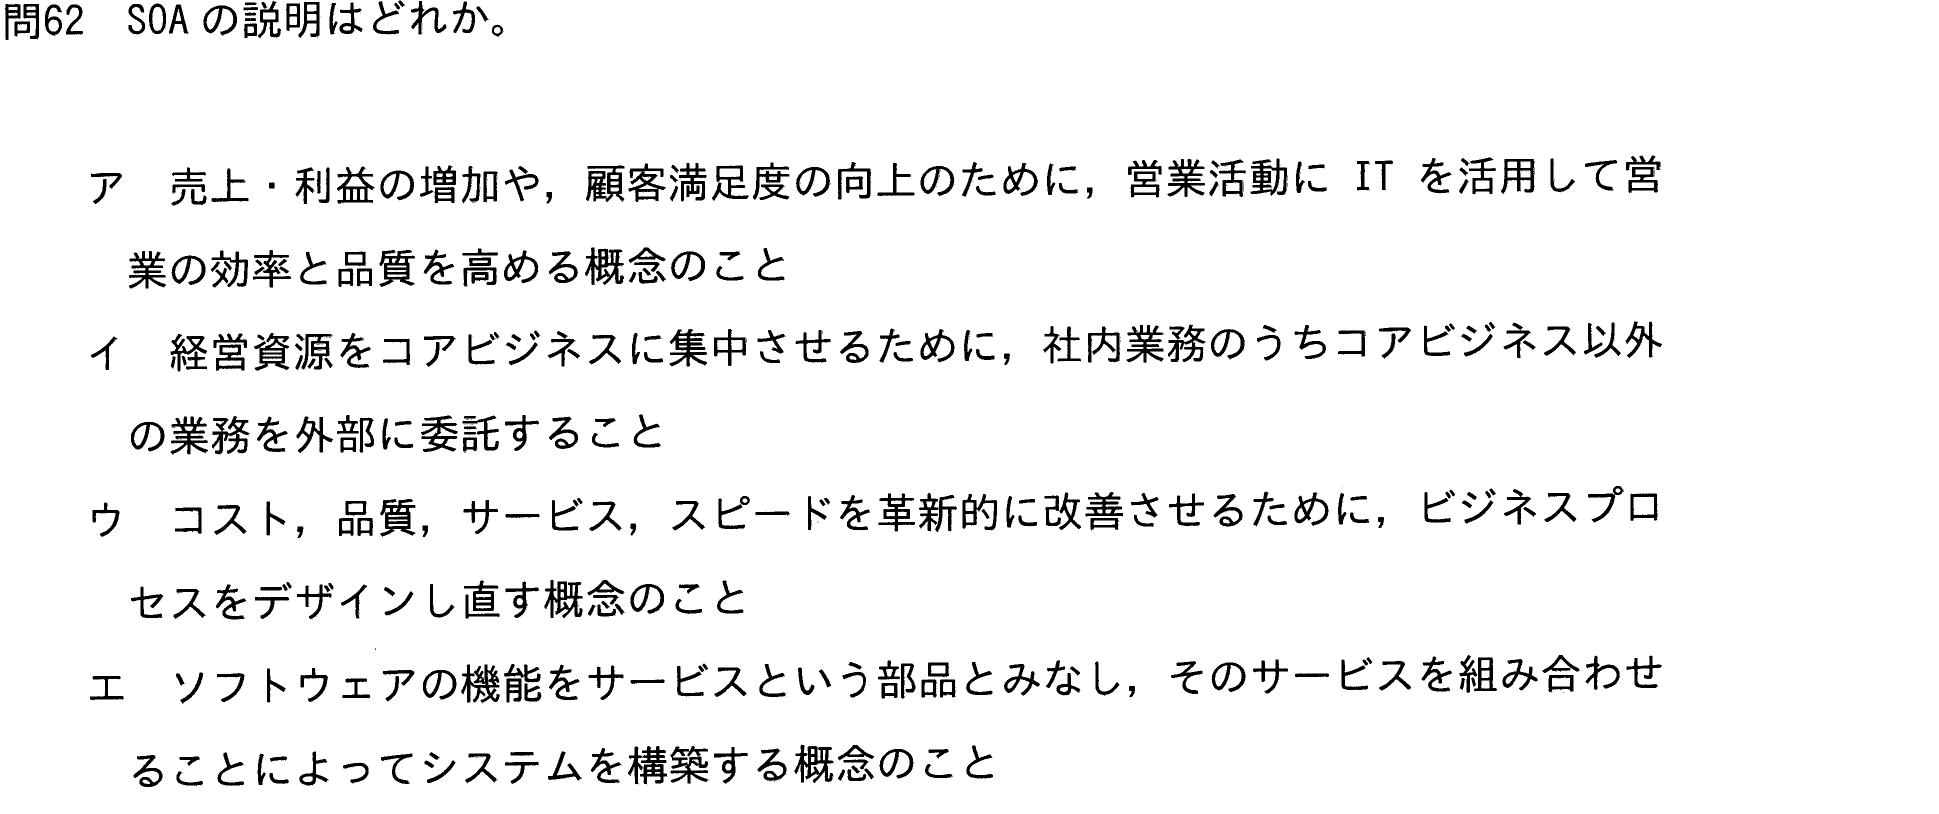 問62　SOA の説明はどれか。
ア　売上・利益の増加や，顧客満足度の向上のために，営業活動に IT を活用して営
業の効率と品質を高める概念のこと
イ　経営資源をコアビジネスに集中させるために，社内業務のうちコアビジネス以外
の業務を外部に委託すること
ウ　コスト，品質，サービス，スピードを革新的に改善させるために，ビジネスプロ
セスをデザインし直す概念のこと
エ　ソフトウェアの機能をサービスという部品とみなし，そのサービスを組み合わせ
ることによってシステムを構築する概念のこと